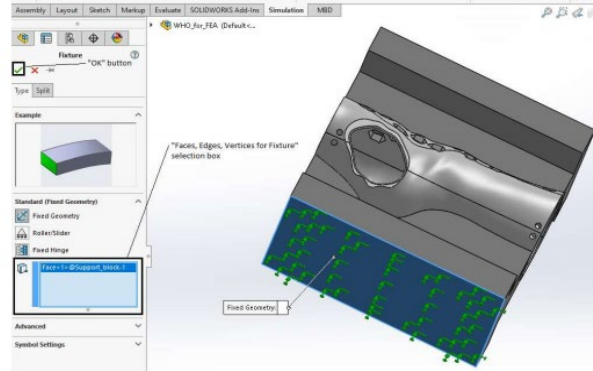 Assembly Layout Sketch Markup Evaluate SOLIDWORKS Add-Ins Simulation MBD
WHO_for_FEA (Default<...
Fixture
"OK" button
Type Split
Example
"Faces, Edges, Vertices for Fixture"
selection box
Standard (Fixed Geometry)
Fixed Geometry
Roller/Slider
Fixed Hinge
Face<1>@Support_block-1
Fixed Geometry:
Advanced
Symbol Settings